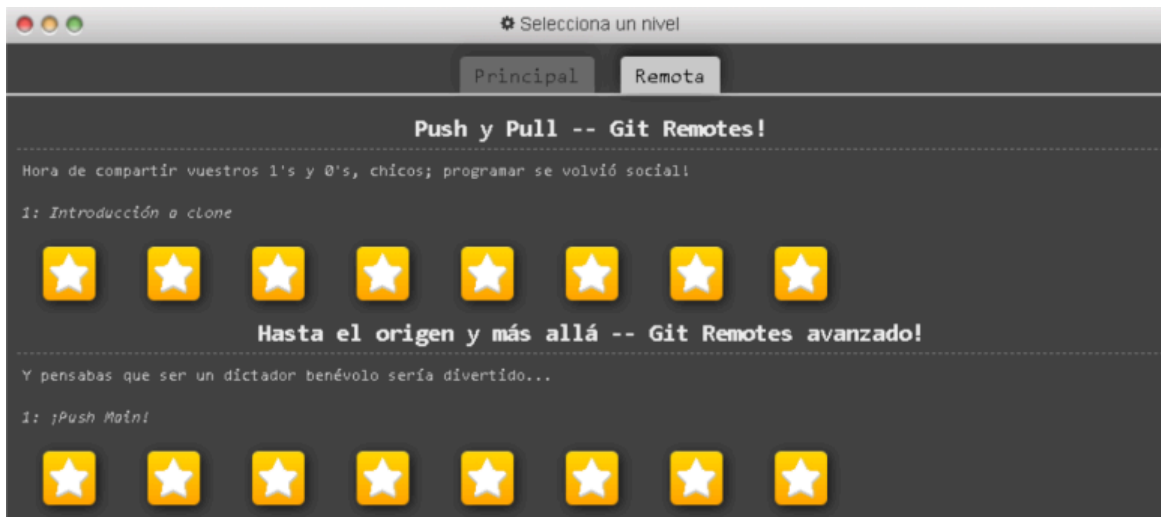 Selecciona un nivel
Principal Remota
Push y Pull -- Git Remotes!
Hora de compartir vuestros 1's y 0's, chicos; programar se volvió social!
1: Introducción a clone
Hasta el origen y más allá -- Git Remotes avanzado!
Y pensabas que ser un dictador benévolo sería divertido...
1: ¡Push Main!